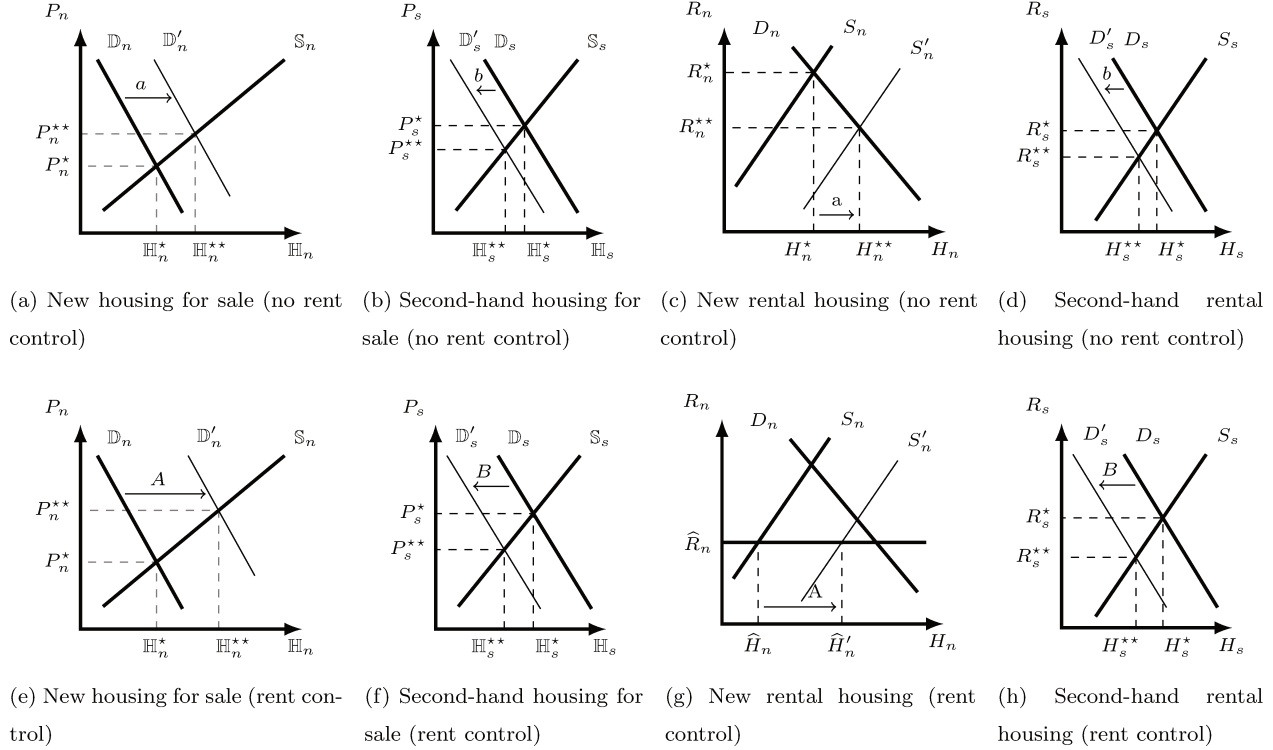 P_n
𝔻_n 𝔻′_n 𝕊_n
a
P_n^⋆⋆
P_n^⋆
ℍ_n^⋆ ℍ_n^⋆⋆ ℍ_n
(a) New housing for sale (no rent
control)
P_s
𝔻′_s 𝔻_s 𝕊_s
b
P_s^⋆
P_s^⋆⋆
ℍ_s^⋆⋆ ℍ_s^⋆ ℍ_s
(b) Second-hand housing for
sale (no rent control)
R_n
D_n S_n
S′_n
R_n^⋆
R_n^⋆⋆
a
H_n^⋆ H_n^⋆⋆ H_n
(c) New rental housing (no rent
control)
R_s
D′_s D_s S_s
b
R_s^⋆
R_s^⋆⋆
H_s^⋆⋆ H_s^⋆ H_s
(d) Second-hand rental
housing (no rent control)
P_n
𝔻_n 𝔻′_n 𝕊_n
A
P_n^⋆⋆
P_n^⋆
ℍ_n^⋆ ℍ_n^⋆⋆ ℍ_n
(e) New housing for sale (rent con-
trol)
P_s
𝔻′_s 𝔻_s 𝕊_s
B
P_s^⋆
P_s^⋆⋆
ℍ_s^⋆⋆ ℍ_s^⋆ ℍ_s
(f) Second-hand housing for
sale (rent control)
R_n
D_n S_n
S′_n
R̂_n
A
Ĥ_n Ĥ′_n H_n
(g) New rental housing (rent
control)
R_s
D′_s D_s S_s
B
R_s^⋆
R_s^⋆⋆
H_s^⋆⋆ H_s^⋆ H_s
(h) Second-hand rental
housing (rent control)